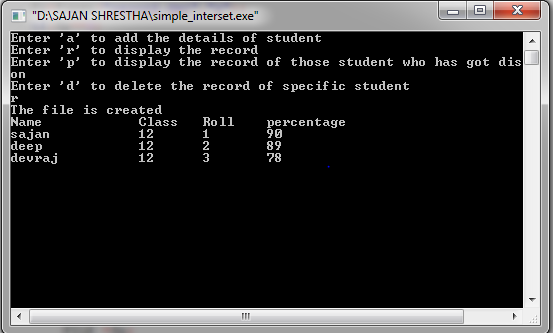 "D:\SAJAN SHRESTHA\simple_interset.exe"
Enter 'a' to add the details of student
Enter 'r' to display the record
Enter 'p' to display the record of those student who has got dis
on
Enter 'd' to delete the record of specific student
r
The file is created
Name Class Roll percentage
sajan 12 1 90
deep 12 2 89
devraj 12 3 78